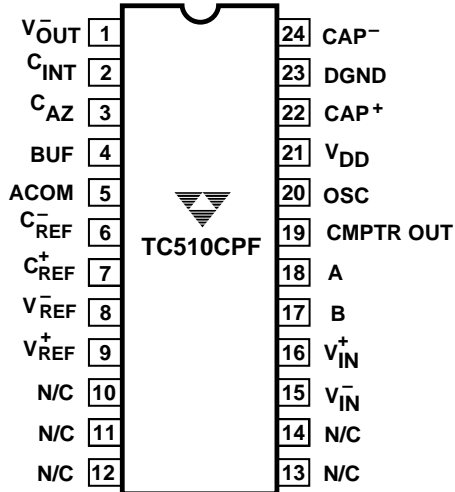 V⁻OUT 1 24 CAP⁻
CINT 2 23 DGND
CAZ 3 22 CAP⁺
BUF 4 21 VDD
ACOM 5 20 OSC
C⁻REF 6 19 CMPTR OUT
C⁺REF 7 18 A
V⁻REF 8 17 B
V⁺REF 9 16 V⁺IN
N/C 10 15 V⁻IN
N/C 11 14 N/C
N/C 12 13 N/C
TC510CPF